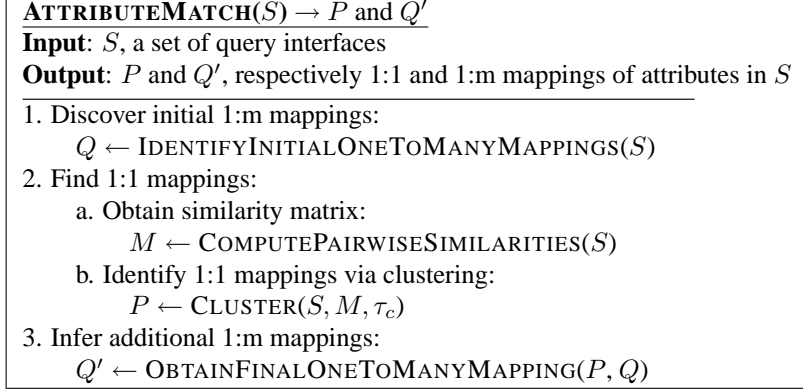 ATTRIBUTEMATCH(S) → P and Q′
Input: S, a set of query interfaces
Output: P and Q′, respectively 1:1 and 1:m mappings of attributes in S
1. Discover initial 1:m mappings:
Q ← IDENTIFYINITIALONETOMANYMAPPINGS(S)
2. Find 1:1 mappings:
a. Obtain similarity matrix:
M ← COMPUTEPAIRWISESIMILARITIES(S)
b. Identify 1:1 mappings via clustering:
P ← CLUSTER(S, M, τc)
3. Infer additional 1:m mappings:
Q′ ← OBTAINFINALONETOMANYMAPPING(P, Q)